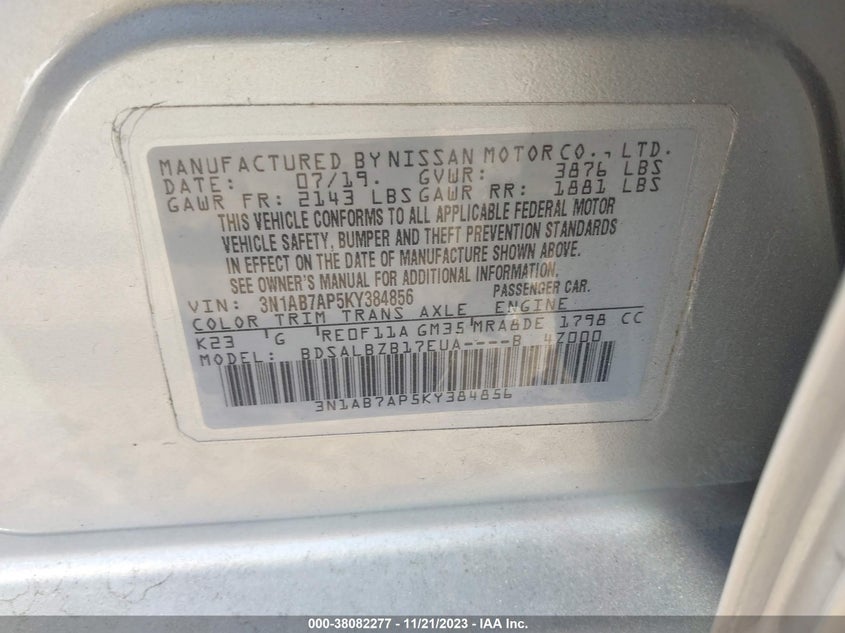 MANUFACTURED BY NISSAN MOTOR CO., LTD.
DATE: 07/19. GVWR: 3876 LBS
GAWR FR: 2143 LBS GAWR RR: 1881 LBS
THIS VEHICLE CONFORMS TO ALL APPLICABLE FEDERAL MOTOR
VEHICLE SAFETY, BUMPER AND THEFT PREVENTION STANDARDS
IN EFFECT ON THE DATE OF MANUFACTURE SHOWN ABOVE.
SEE OWNER'S MANUAL FOR ADDITIONAL INFORMATION.
VIN: 3N1AB7AP5KY384856 PASSENGER CAR.
COLOR TRIM TRANS AXLE ENGINE
K23 'G 'RE0F11A GM35 'MRA8DE 1798 CC
MODEL: BDSALBZB17EUA----B 4Z000
3N1AB7AP5KY384856
000-38082277 - 11/21/2023 - IAA Inc.